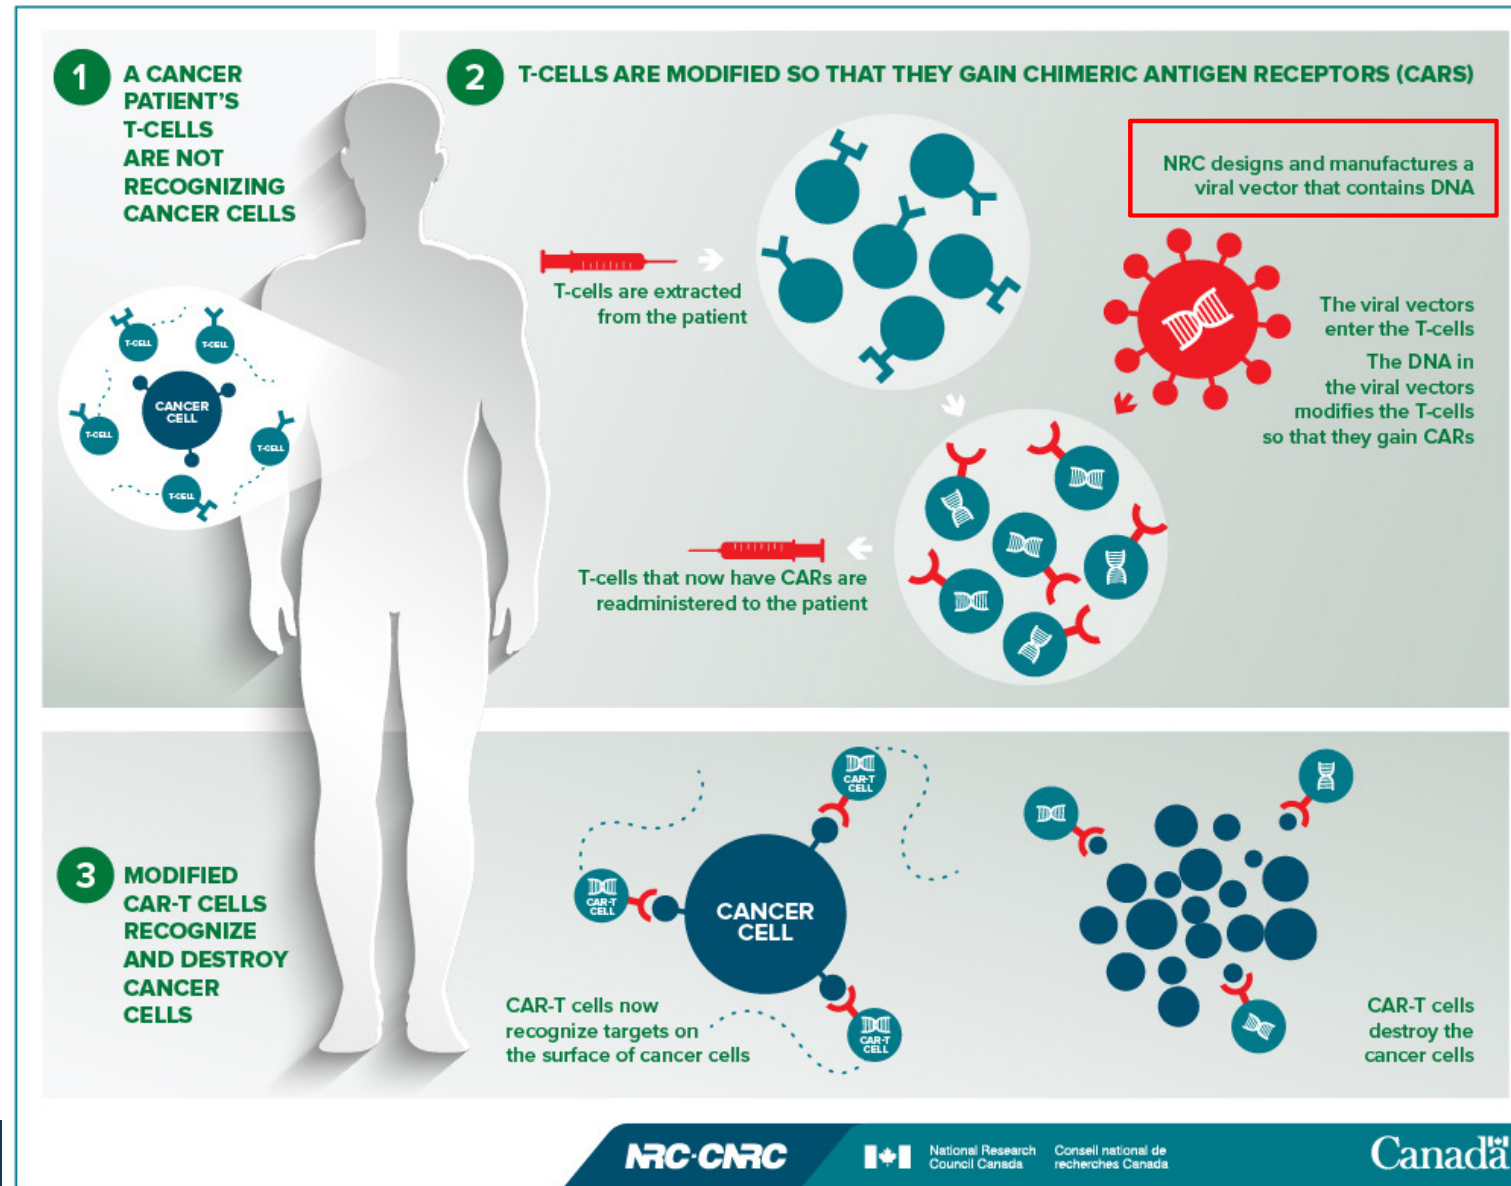 1
A CANCER
PATIENT'S
T-CELLS
ARE NOT
RECOGNIZING
CANCER CELLS
T-CELL
T-CELL
CANCER
CELL
T-CELL
T-CELL
T-CELL
2
T-CELLS ARE MODIFIED SO THAT THEY GAIN CHIMERIC ANTIGEN RECEPTORS (CARS)
T-cells are extracted
from the patient
NRC designs and manufactures a
viral vector that contains DNA
The viral vectors
enter the T-cells
The DNA in
the viral vectors
modifies the T-cells
so that they gain CARs
T-cells that now have CARs are
readministered to the patient
3
MODIFIED
CAR-T CELLS
RECOGNIZE
AND DESTROY
CANCER
CELLS
CAR-T
CELL
CAR-T
CELL
CANCER
CELL
CAR-T
CELL
CAR-T cells now
recognize targets on
the surface of cancer cells
CAR-T cells
destroy the
cancer cells
NRC·CNRC
National Research
Council Canada
Conseil national de
recherches Canada
Canada